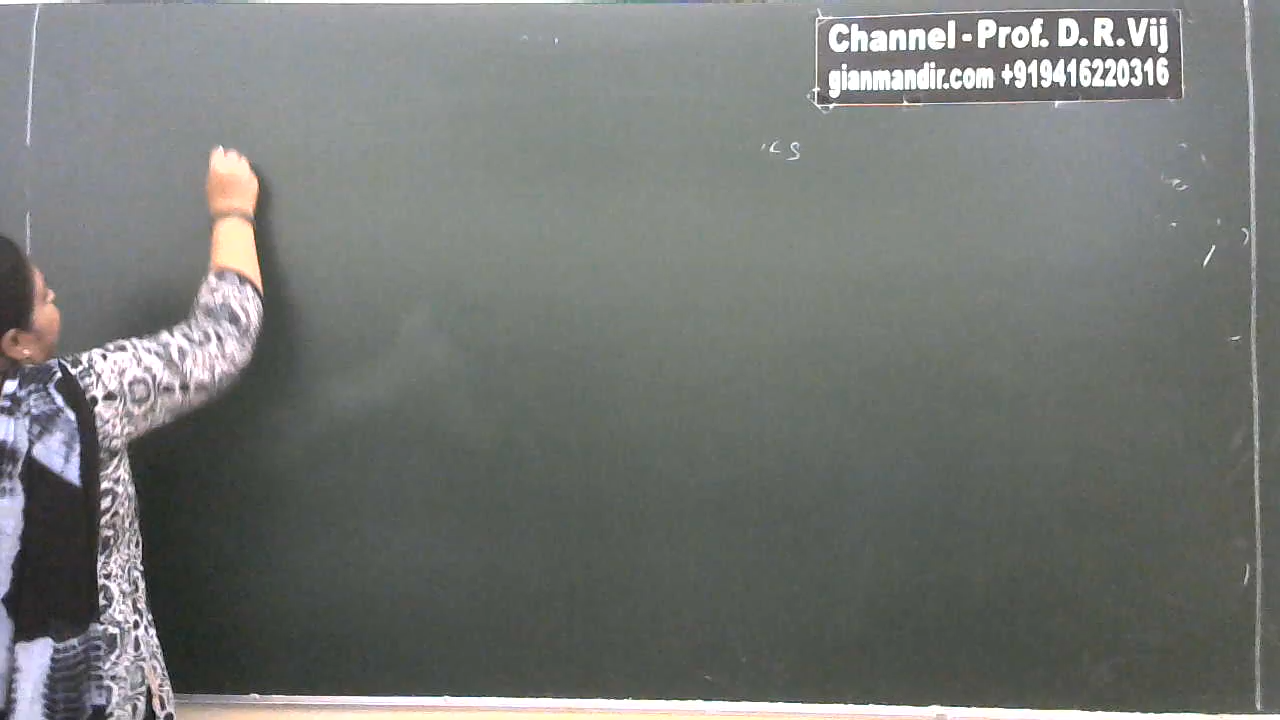 Channel - Prof. D. R. Vij
gianmandir.com +919416220316